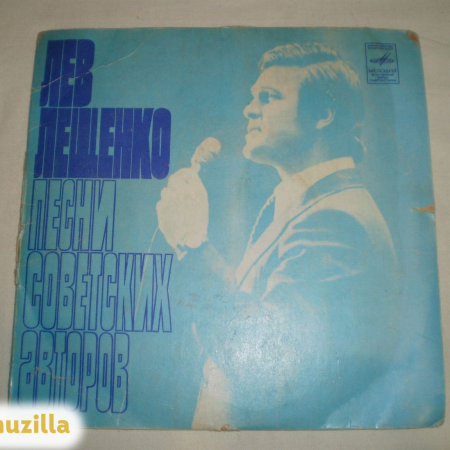 ЛЕВ
ЛЕЩЕНКО
ПЕСНИ
СОВЕТСКИХ
аВТОРОВ
uzilla